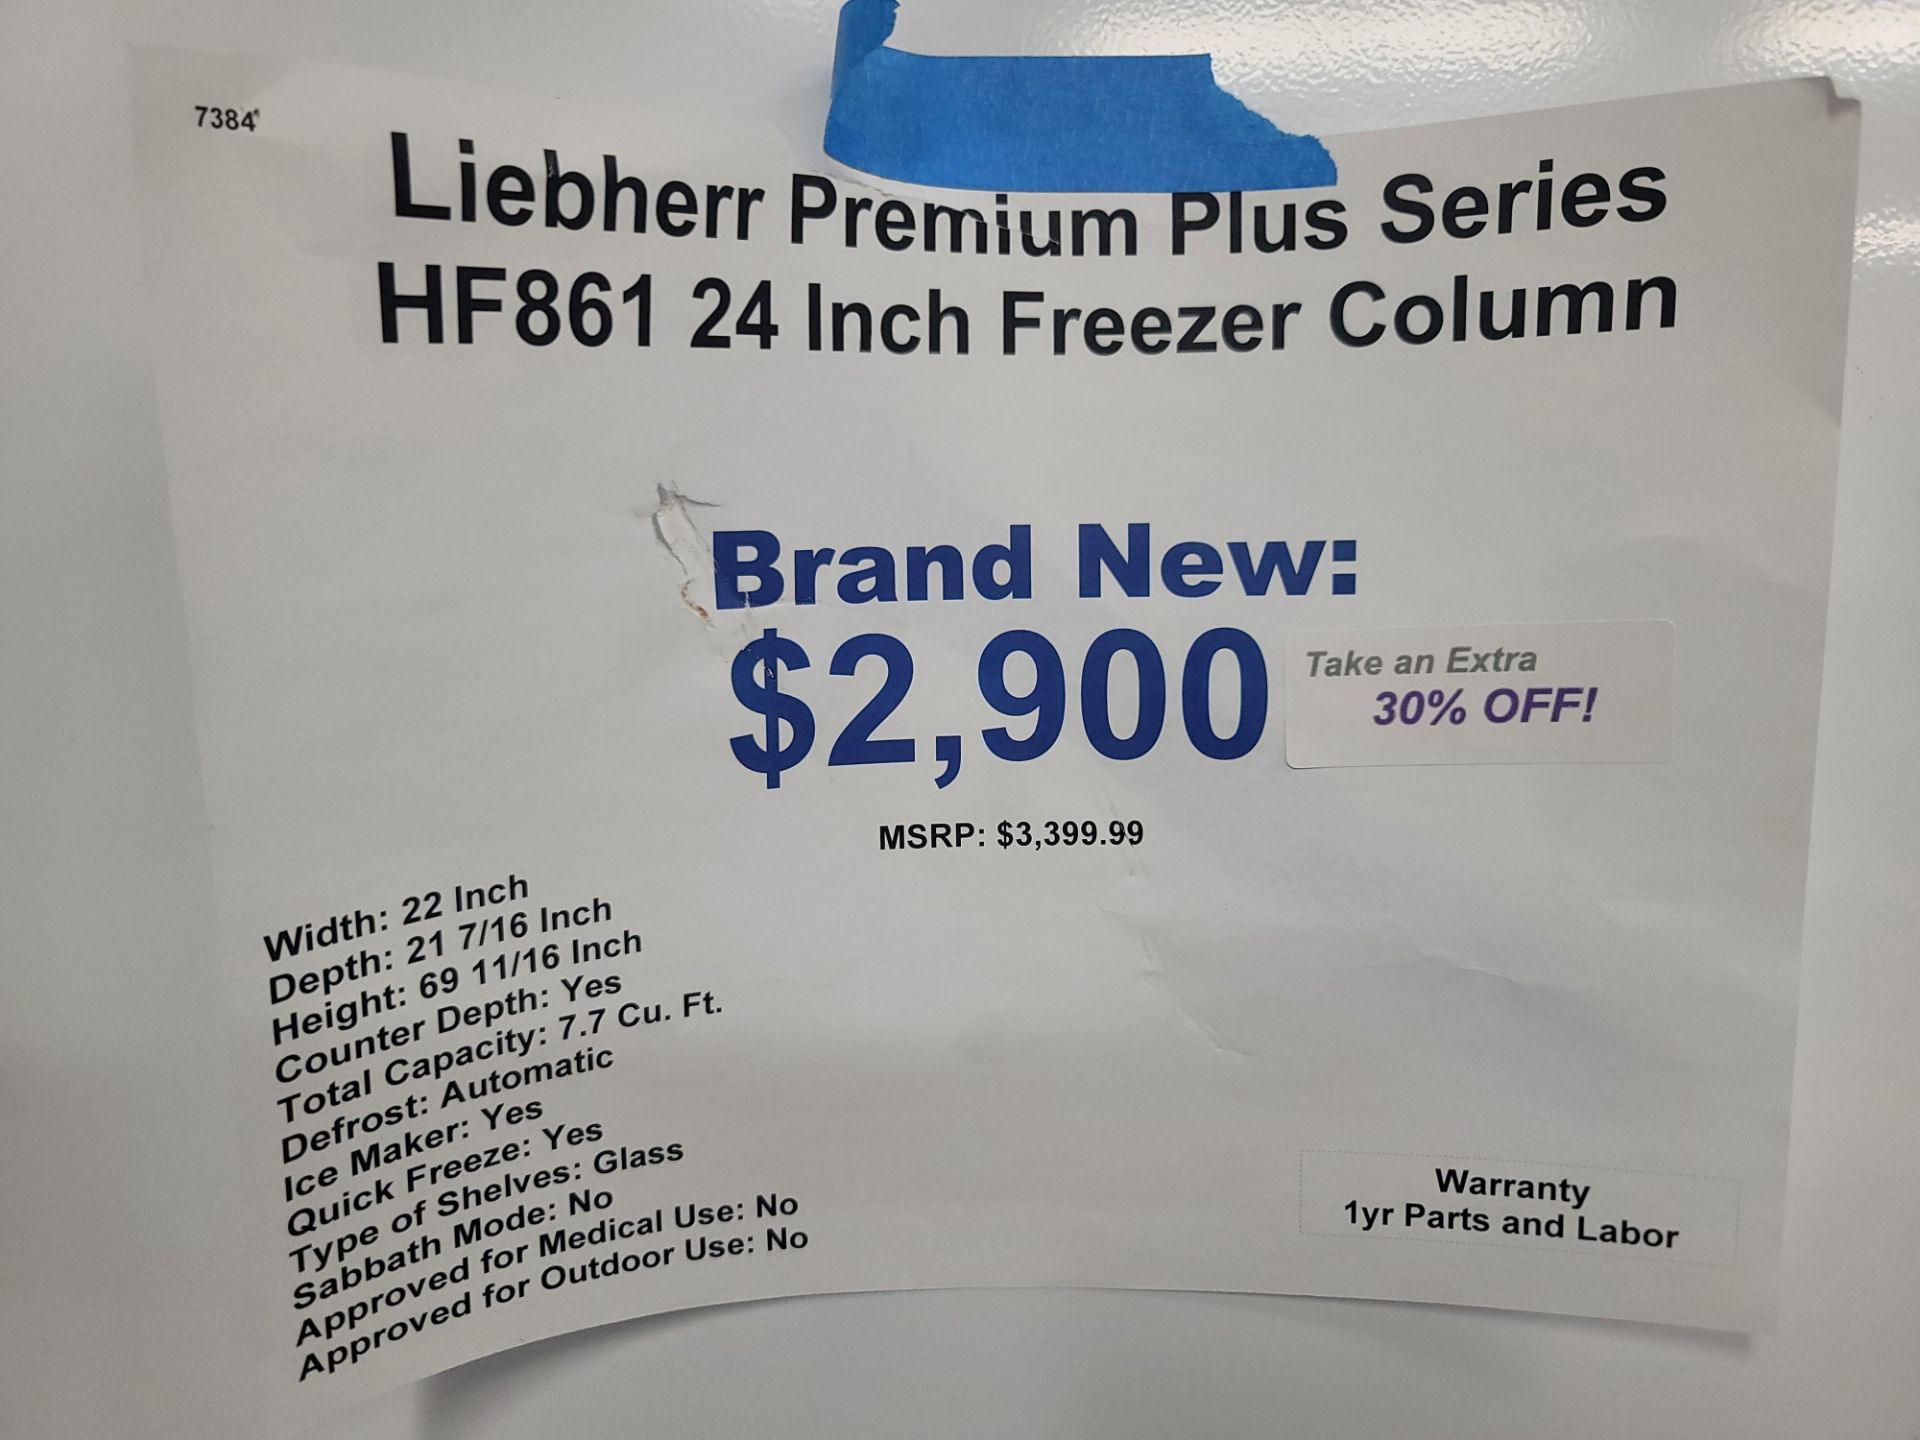 7384
Liebherr Premium Plus Series
HF861 24 Inch Freezer Column
Brand New:
$2,900
Take an Extra
30% OFF!
MSRP: $3,399.99
Width: 22 Inch
Depth: 21 7/16 Inch
Height: 69 11/16 Inch
Counter Depth: Yes
Total Capacity: 7.7 Cu. Ft.
Defrost: Automatic
Ice Maker: Yes
Quick Freeze: Yes
Type of Shelves: Glass
Sabbath Mode: No
Approved for Medical Use: No
Approved for Outdoor Use: No
Warranty
1yr Parts and Labor